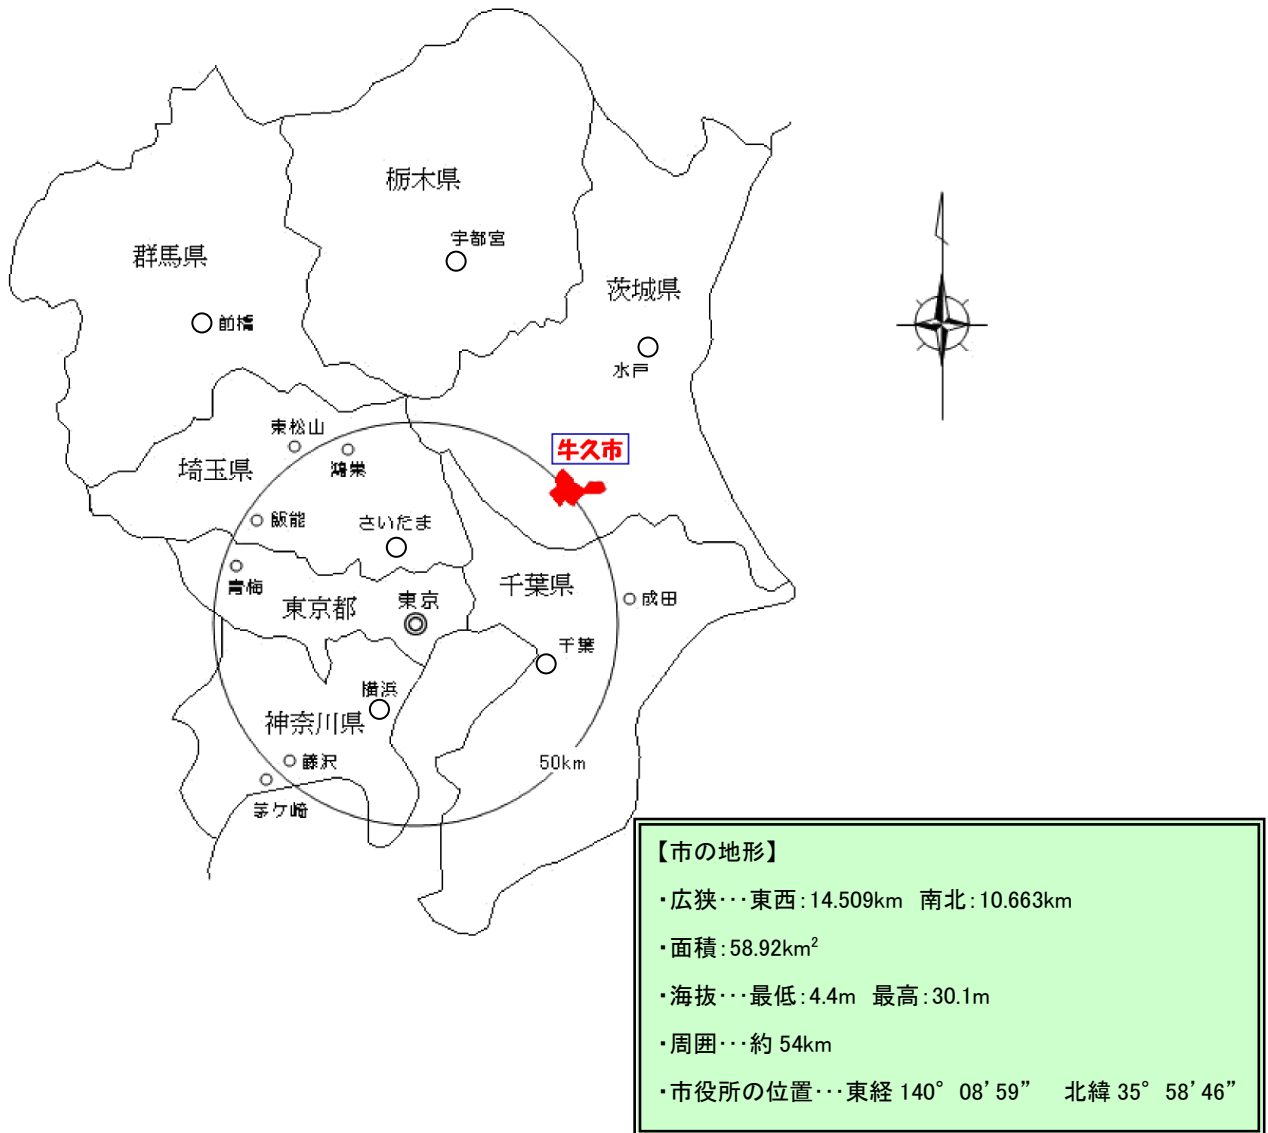 栃木県
宇都宮
群馬県
茨城県
前橋
水戸
東松山
牛久市
埼玉県
鴻巣
飯能
さいたま
青梅
千葉県
東京都
東京
成田
千葉
横浜
神奈川県
藤沢
50km
茅ケ崎
【市の地形】
・広狭…東西：14.509km 南北：10.663km
・面積：58.92km²
・海抜…最低：4.4m 最高：30.1m
・周囲…約 54km
・市役所の位置…東経 140° 08’59” 北緯 35° 58’46”